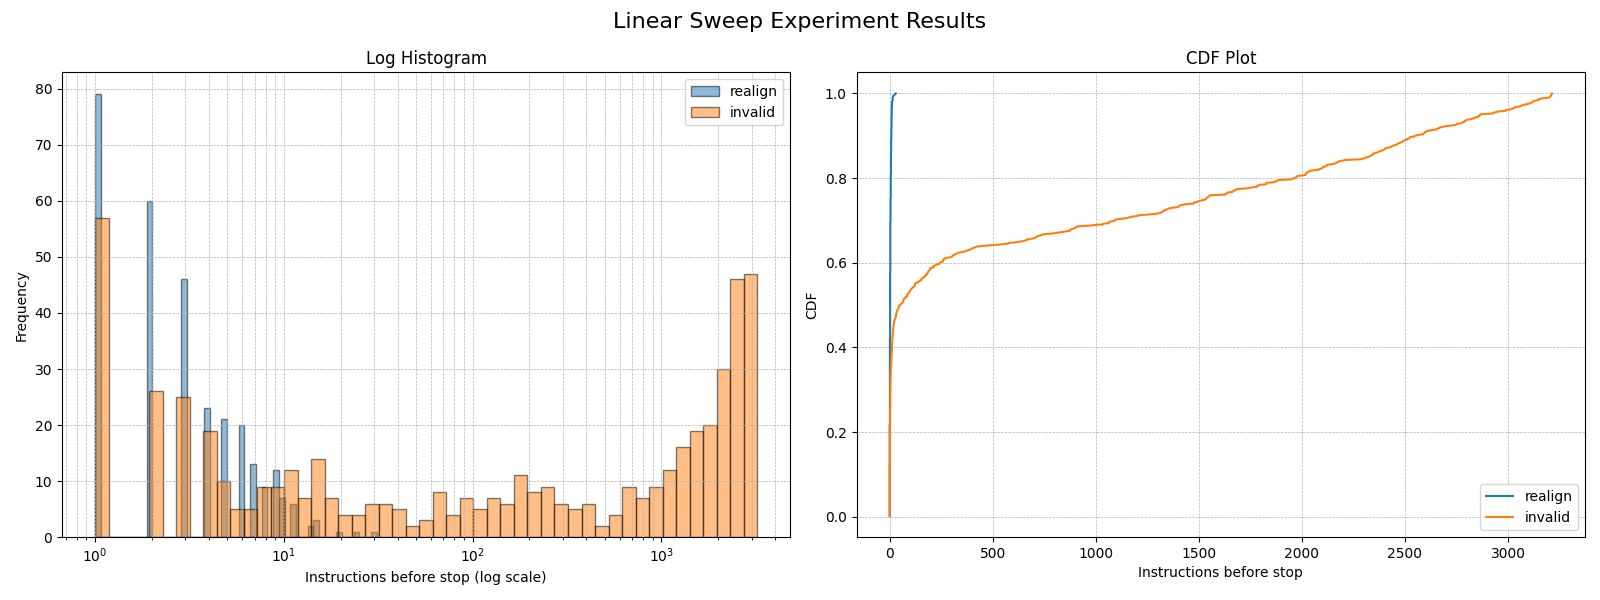 Linear Sweep Experiment Results
Log Histogram
80
70
60
50
40
30
20
10
0
Frequency
realign
invalid
10⁰
10¹
10²
10³
Instructions before stop (log scale)
CDF Plot
1.0
0.8
0.6
0.4
0.2
0.0
CDF
realign
invalid
0
500
1000
1500
2000
2500
3000
Instructions before stop